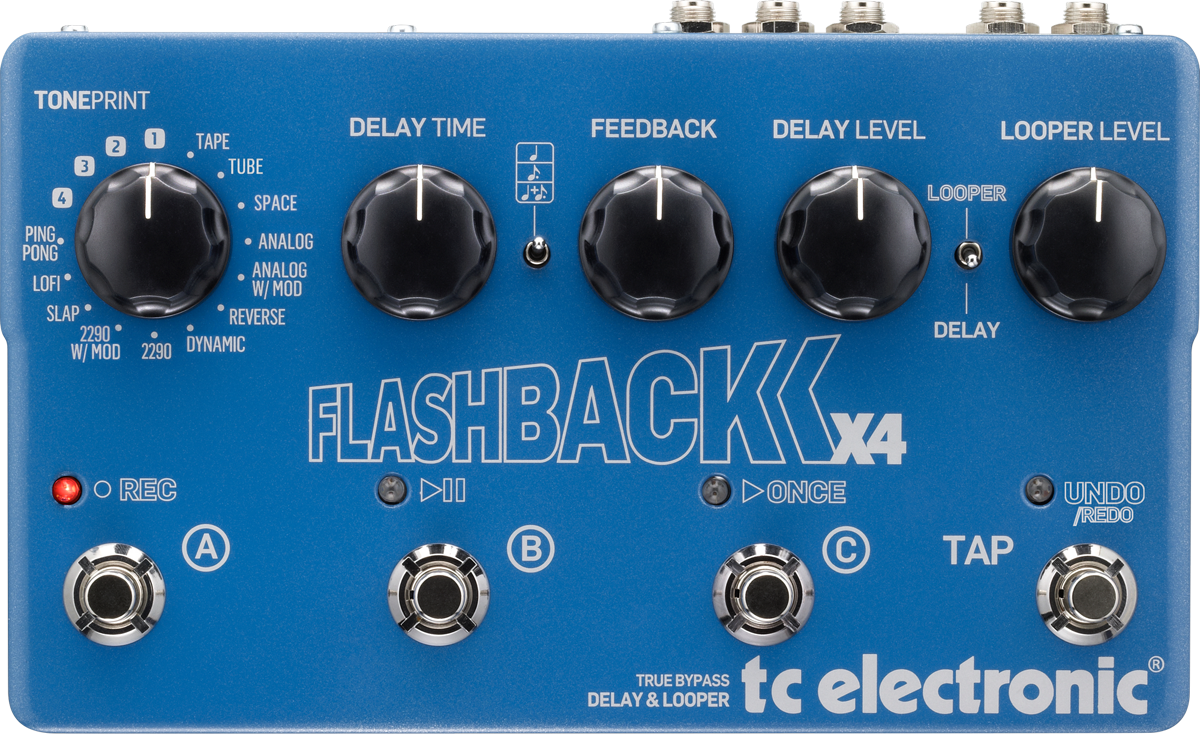 TONEPRINT
1
2
3
4
PING
PONG
LOFI
SLAP
2290
W/ MOD
2290
DYNAMIC
REVERSE
ANALOG
W/ MOD
ANALOG
SPACE
TUBE
TAPE
DELAY TIME
♩
♪
♩+♪
FEEDBACK
DELAY LEVEL
LOOPER
DELAY
LOOPER LEVEL
FLASHBACK
X4
REC
A
B
ONCE
C
UNDO
/REDO
TAP
TRUE BYPASS
DELAY & LOOPER
tc electronic®